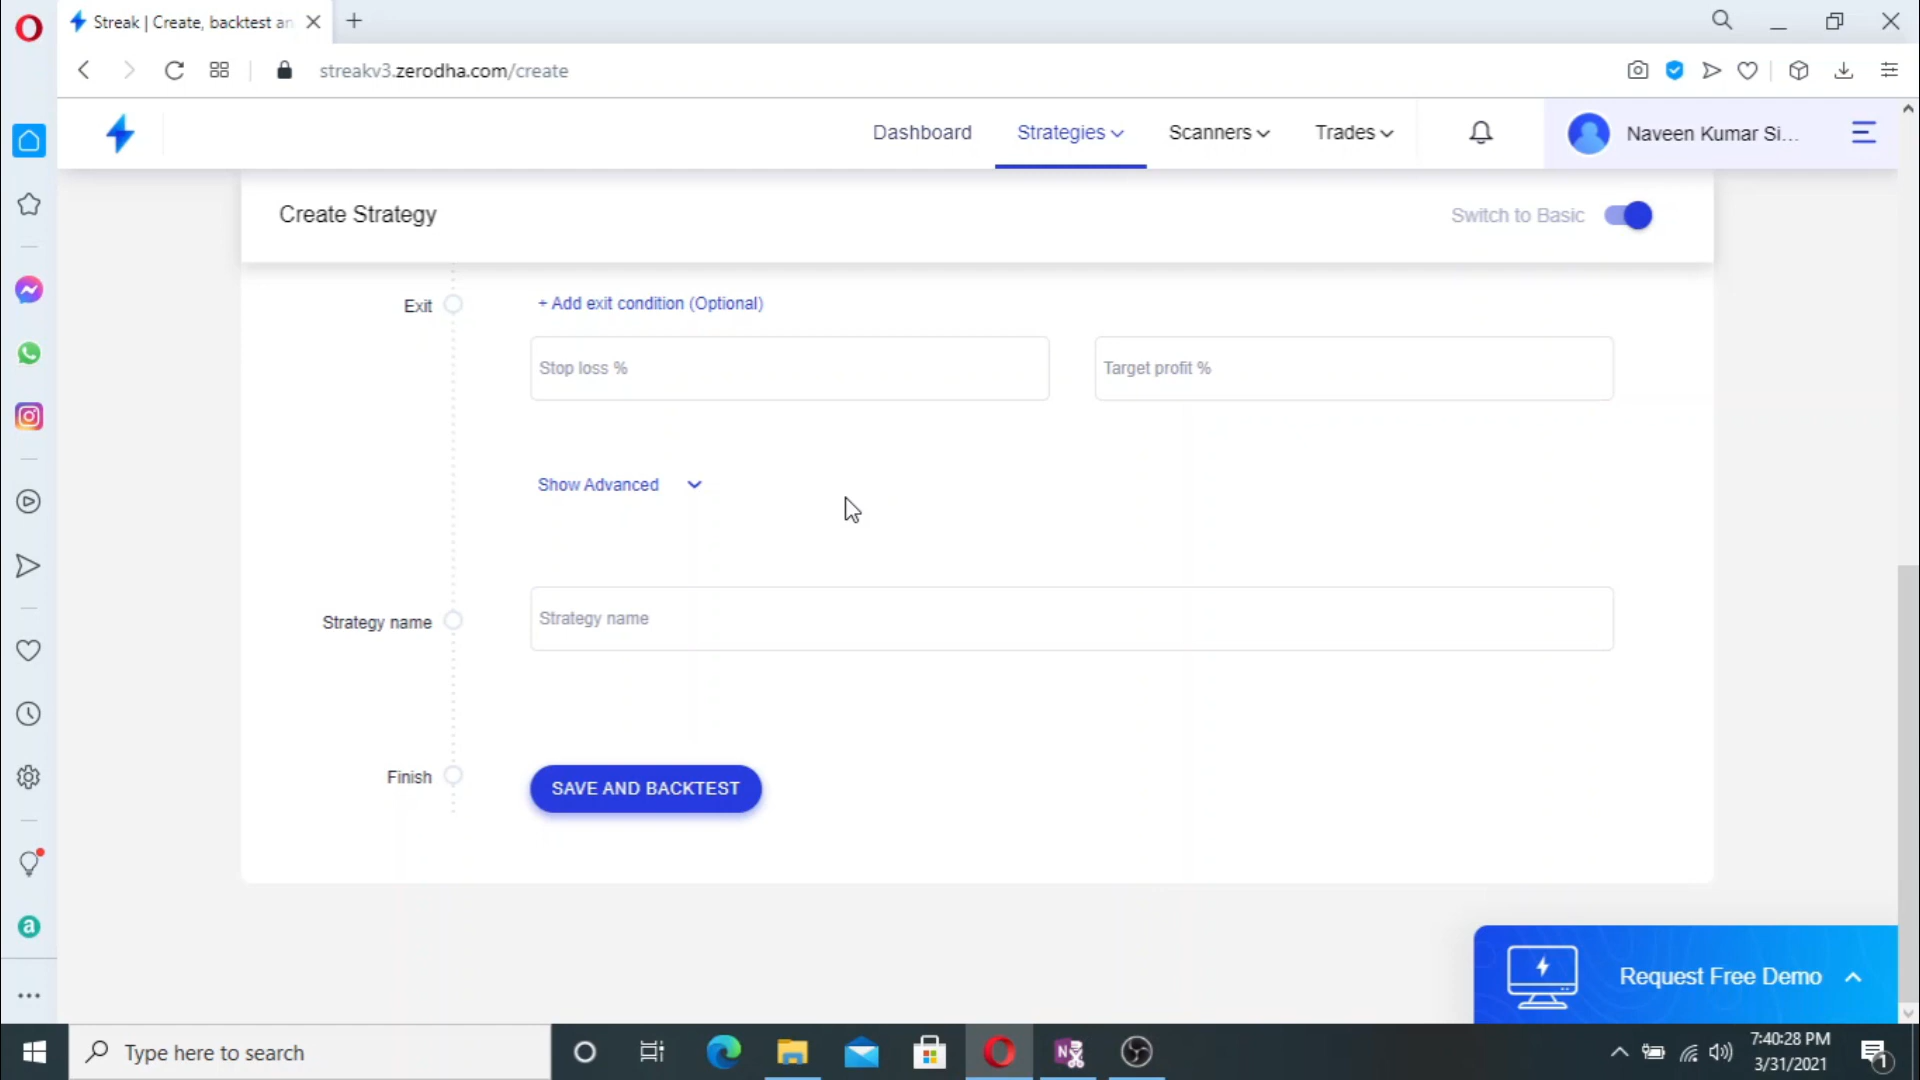 Streak | Create, backtest an
streakv3.zerodha.com/create
Dashboard
Strategies
Scanners
Trades
Naveen Kumar Si...
Create Strategy
Switch to Basic
Exit
+ Add exit condition (Optional)
Stop loss %
Target profit %
Show Advanced
Strategy name
Strategy name
Finish
SAVE AND BACKTEST
Request Free Demo
Type here to search
7:40:28 PM
3/31/2021
1